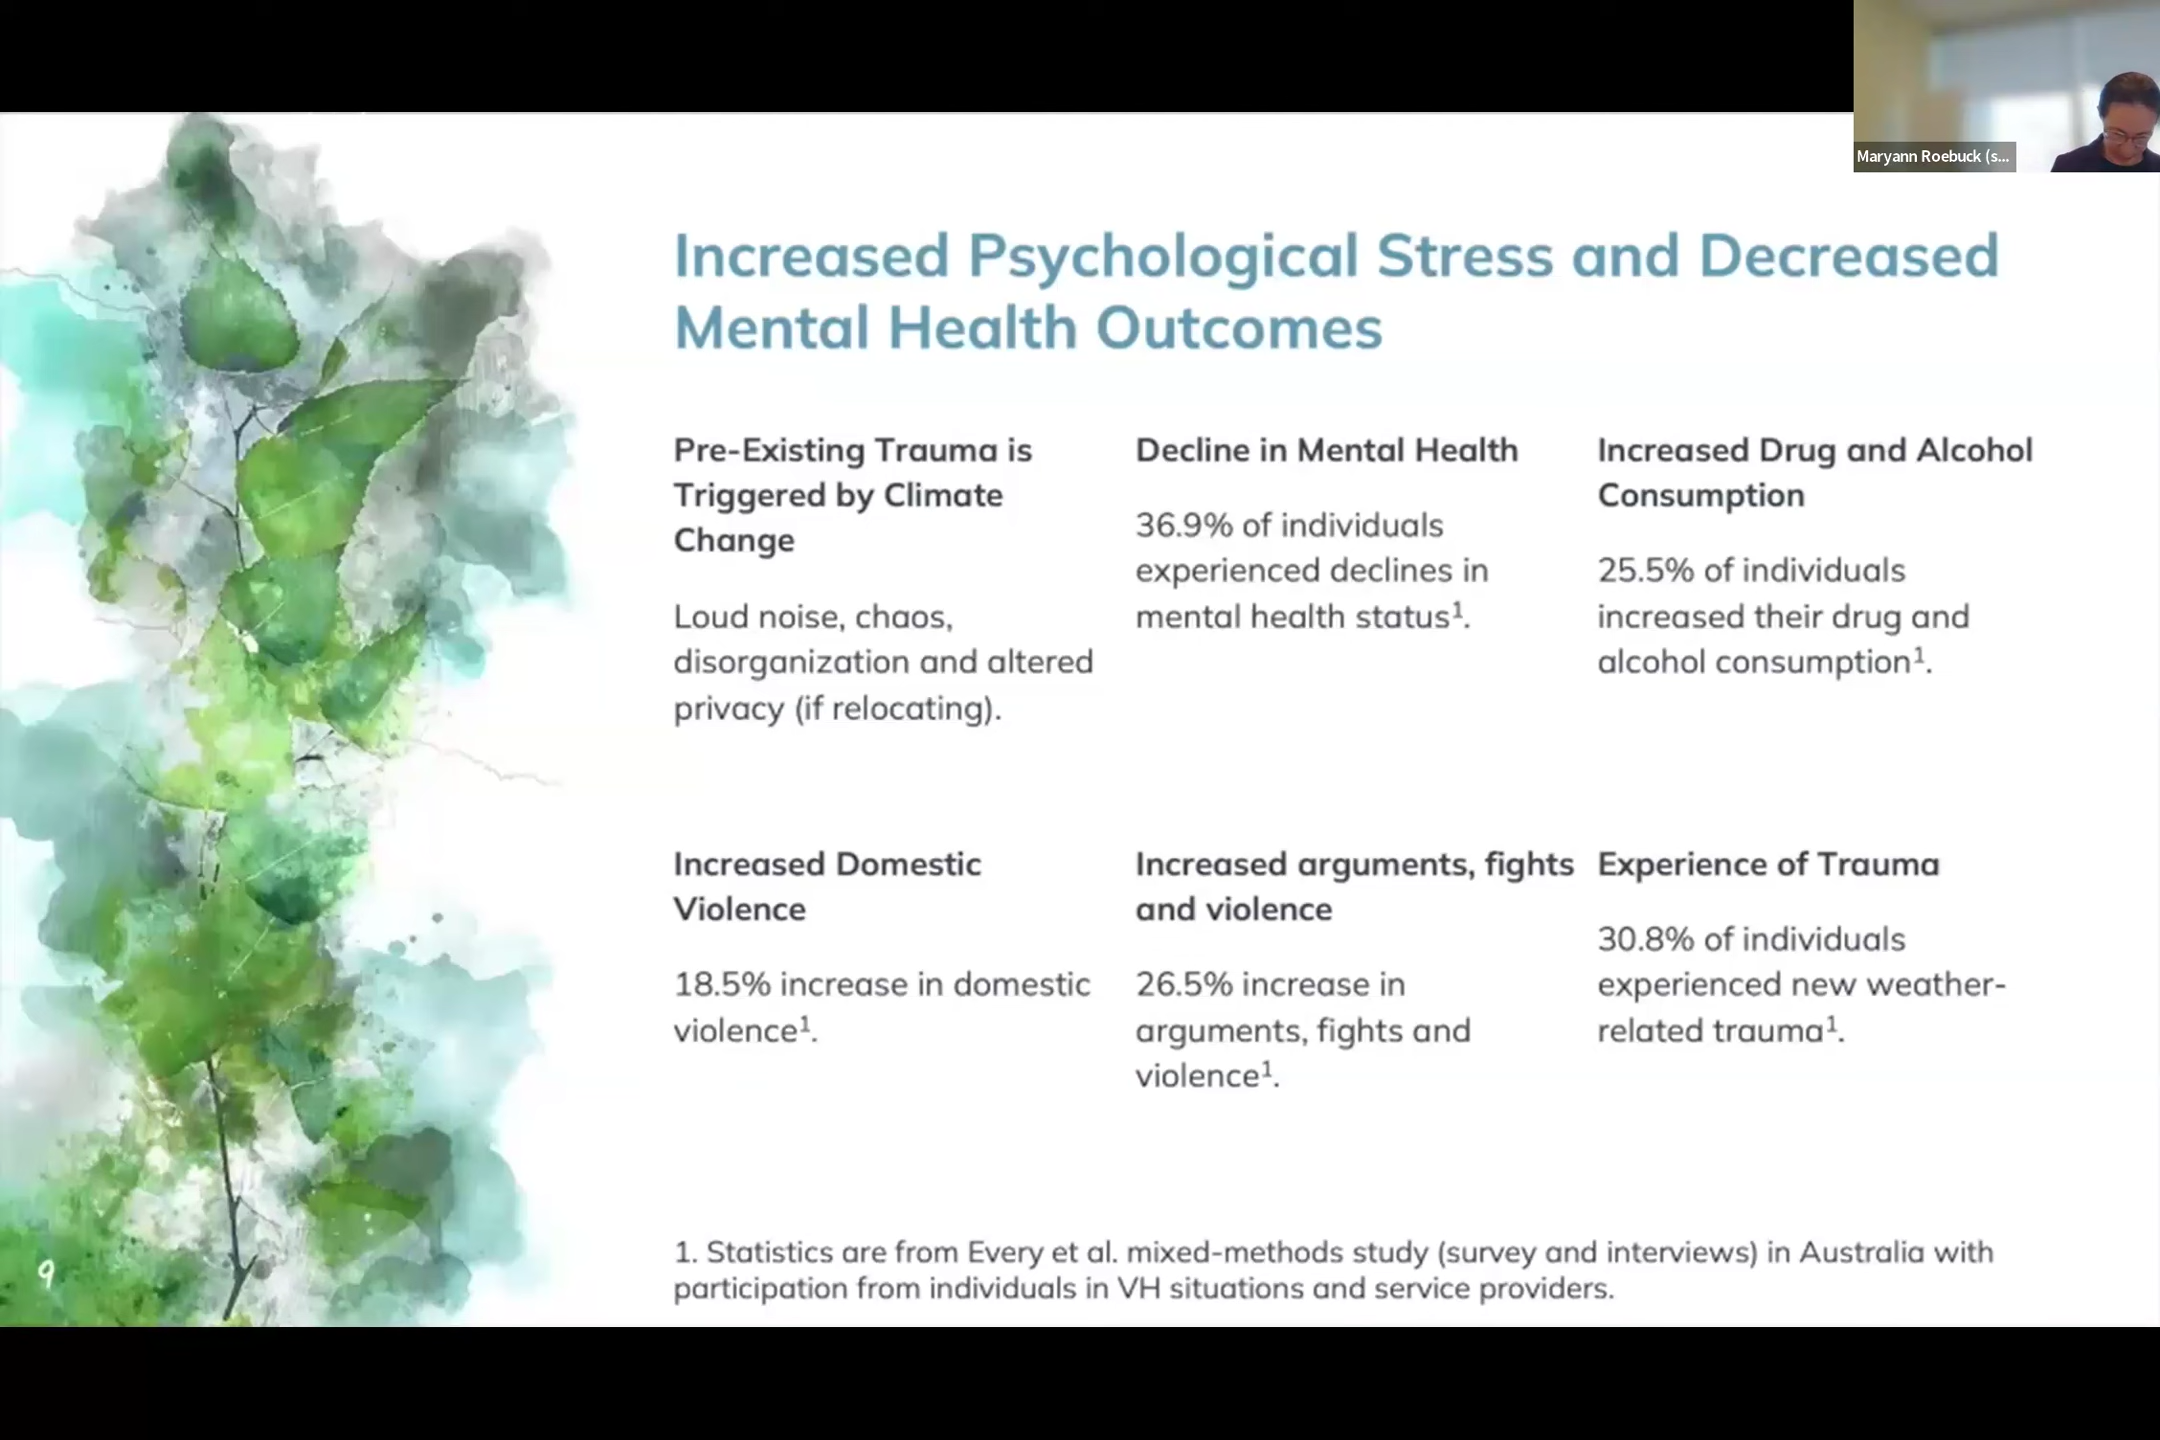 Maryann Roebuck (s...
Increased Psychological Stress and Decreased
Mental Health Outcomes
Pre-Existing Trauma is
Triggered by Climate
Change
Loud noise, chaos,
disorganization and altered
privacy (if relocating).
Decline in Mental Health
36.9% of individuals
experienced declines in
mental health status¹.
Increased Drug and Alcohol
Consumption
25.5% of individuals
increased their drug and
alcohol consumption¹.
Increased Domestic
Violence
18.5% increase in domestic
violence¹.
Increased arguments, fights
and violence
26.5% increase in
arguments, fights and
violence¹.
Experience of Trauma
30.8% of individuals
experienced new weather-
related trauma¹.
1. Statistics are from Every et al. mixed-methods study (survey and interviews) in Australia with
participation from individuals in VH situations and service providers.
9